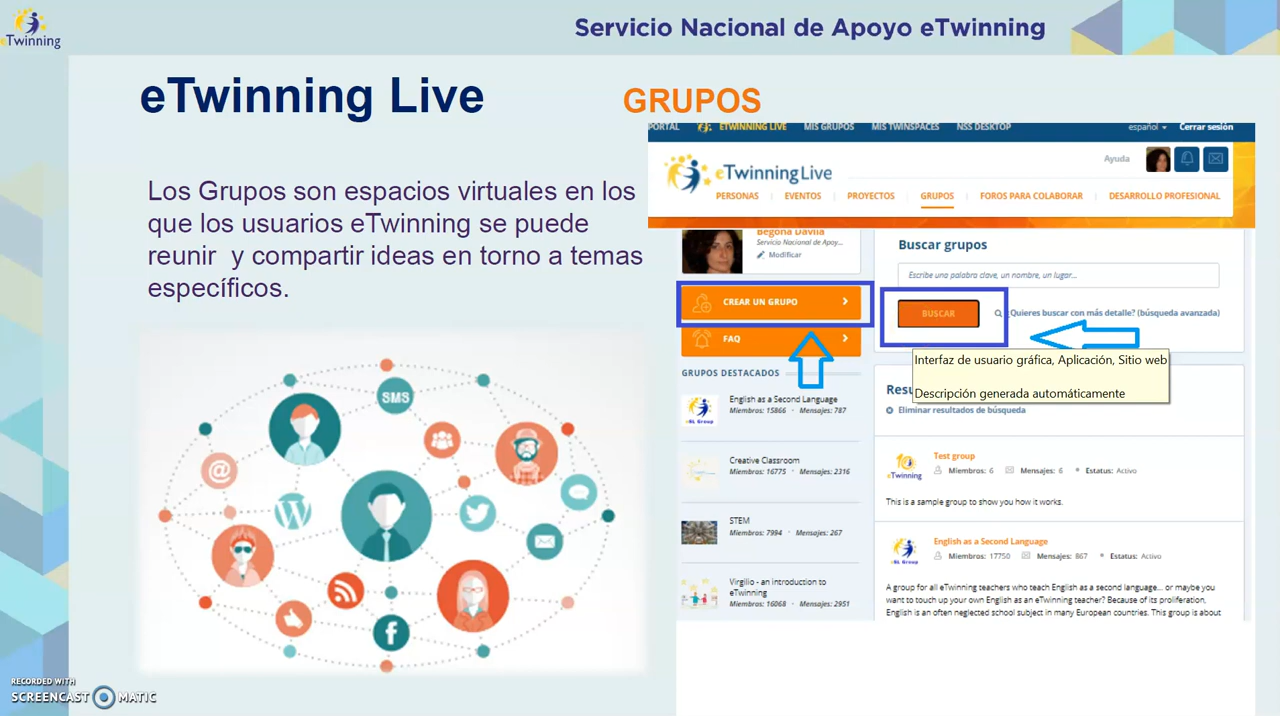 eTwinning
Servicio Nacional de Apoyo eTwinning
eTwinning Live
GRUPOS
Los Grupos son espacios virtuales en los
que los usuarios eTwinning se puede
reunir y compartir ideas en torno a temas
específicos.
SMS
PORTAL ETWINNING LIVE MIS GRUPOS MIS TWINSPACES NSS DESKTOP español Cerrar sesión
eTwinning Live
Ayuda
PERSONAS EVENTOS PROYECTOS GRUPOS FOROS PARA COLABORAR DESARROLLO PROFESIONAL
Begoña Dávila
Servicio Nacional de Apoy...
Modificar
CREAR UN GRUPO
FAQ
GRUPOS DESTACADOS
eSL Group
English as a Second Language
Miembros: 15866 · Mensajes: 787
Creative Classroom
Miembros: 16775 · Mensajes: 2316
STEM
Miembros: 7994 · Mensajes: 267
Virgilio - an introduction to
eTwinning
Miembros: 16068 · Mensajes: 2951
Buscar grupos
Escribe una palabra clave, un nombre, un lugar...
BUSCAR
¿Quieres buscar con más detalle? (búsqueda avanzada)
Interfaz de usuario gráfica, Aplicación, Sitio web
Descripción generada automáticamente
Resu
Eliminar resultados de búsqueda
eTwinning
Test group
Miembros: 6 Mensajes: 6 • Estatus: Activo
This is a sample group to show you how it works.
eSL Group
English as a Second Language
Miembros: 17750 Mensajes: 867 • Estatus: Activo
A group for all eTwinning teachers who teach English as a second language... or maybe you
want to touch up your own English as an eTwinning teacher? Because of its proliferation,
English is an often neglected school subject in many European countries. This group is about
RECORDED WITH
SCREENCAST MATIC